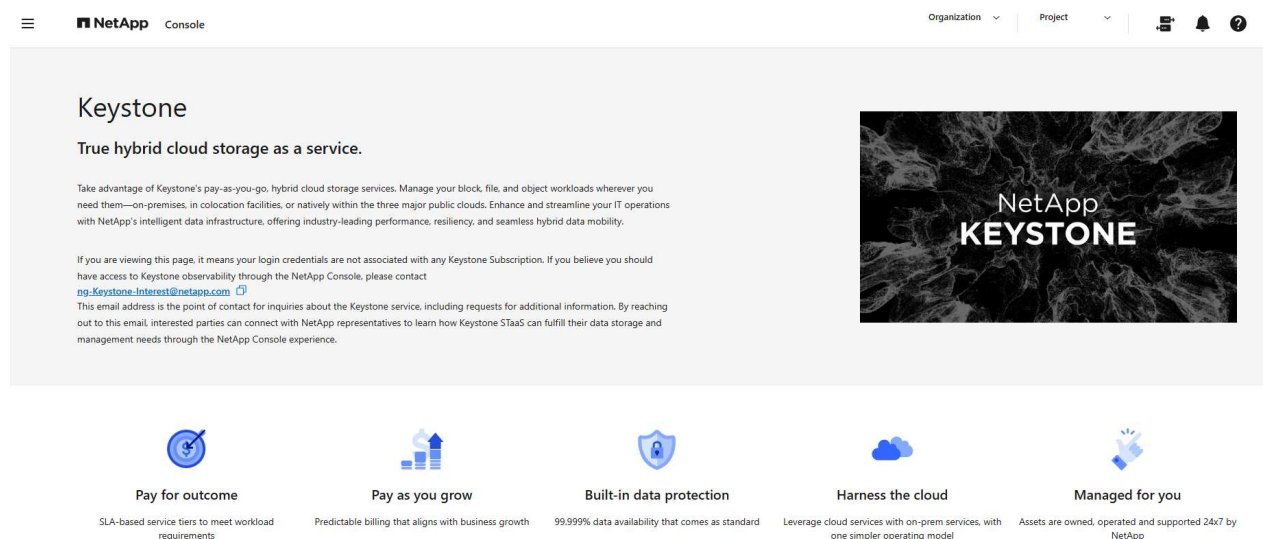 NetApp Console
Organization
Project
Keystone
True hybrid cloud storage as a service.
Take advantage of Keystone's pay-as-you-go, hybrid cloud storage services. Manage your block, file, and object workloads wherever you
need them—on-premises, in colocation facilities, or natively within the three major public clouds. Enhance and streamline your IT operations
with NetApp's intelligent data infrastructure, offering industry-leading performance, resiliency, and seamless hybrid data mobility.
If you are viewing this page, it means your login credentials are not associated with any Keystone Subscription. If you believe you should
have access to Keystone observability through the NetApp Console, please contact
ng-Keystone-Interest@netapp.com
This email address is the point of contact for inquiries about the Keystone service, including requests for additional information. By reaching
out to this email, interested parties can connect with NetApp representatives to learn how Keystone STaaS can fulfill their data storage and
management needs through the NetApp Console experience.
NetApp
KEYSTONE
Pay for outcome
SLA-based service tiers to meet workload
requirements
Pay as you grow
Predictable billing that aligns with business growth
Built-in data protection
99.999% data availability that comes as standard
Harness the cloud
Leverage cloud services with on-prem services, with
one simpler operating model
Managed for you
Assets are owned, operated and supported 24x7 by
NetApp